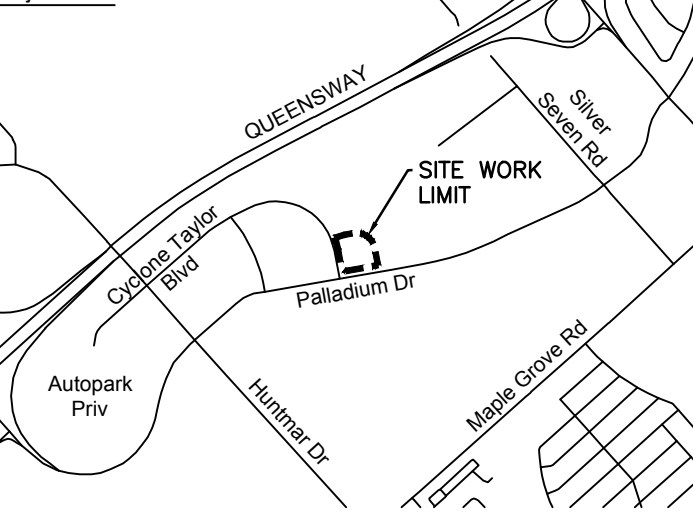 QUEENSWAY
Silver
Seven Rd
SITE WORK
LIMIT
Cyclone Taylor
Blvd
Palladium Dr
Autopark
Priv
Huntmar Dr
Maple Grove Rd